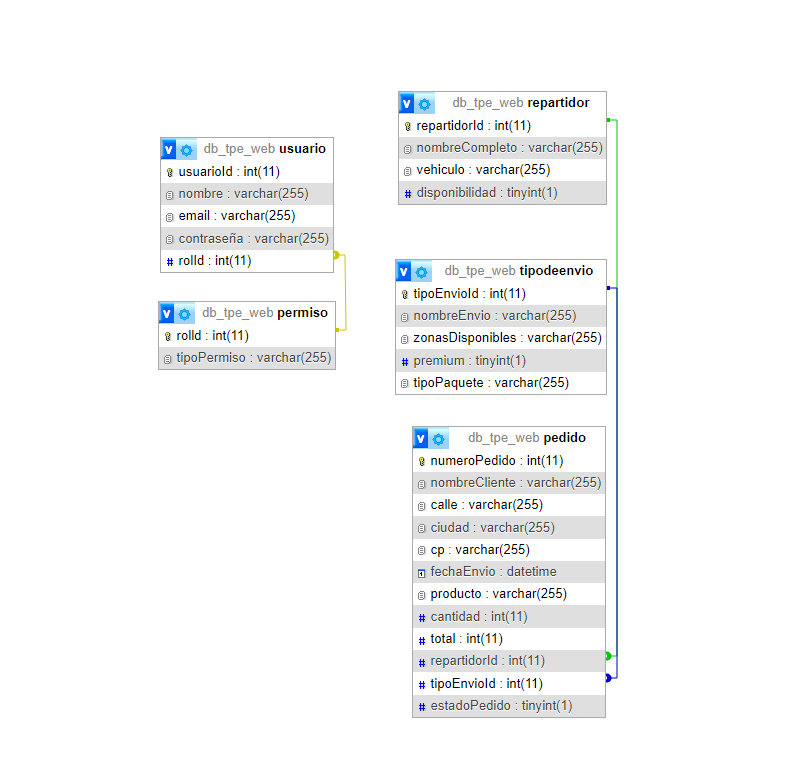 db_tpe_web usuario
usuarioId : int(11)
nombre : varchar(255)
email : varchar(255)
contraseña : varchar(255)
rolId : int(11)
db_tpe_web permiso
rolId : int(11)
tipoPermiso : varchar(255)
db_tpe_web repartidor
repartidorId : int(11)
nombreCompleto : varchar(255)
vehiculo : varchar(255)
disponibilidad : tinyint(1)
db_tpe_web tipodeenvio
tipoEnvioId : int(11)
nombreEnvio : varchar(255)
zonasDisponibles : varchar(255)
premium : tinyint(1)
tipoPaquete : varchar(255)
db_tpe_web pedido
numeroPedido : int(11)
nombreCliente : varchar(255)
calle : varchar(255)
ciudad : varchar(255)
cp : varchar(255)
fechaEnvio : datetime
producto : varchar(255)
cantidad : int(11)
total : int(11)
repartidorId : int(11)
tipoEnvioId : int(11)
estadoPedido : tinyint(1)